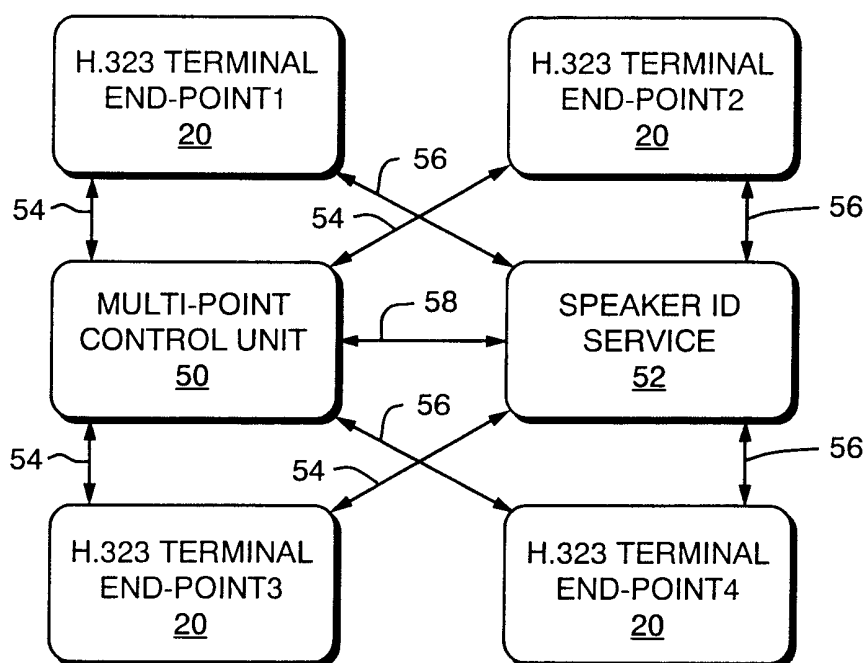 H.323 TERMINAL
END-POINT1
20
H.323 TERMINAL
END-POINT2
20
54
56
54
56
MULTI-POINT
CONTROL UNIT
50
58
SPEAKER ID
SERVICE
52
54
56
54
56
H.323 TERMINAL
END-POINT3
20
H.323 TERMINAL
END-POINT4
20